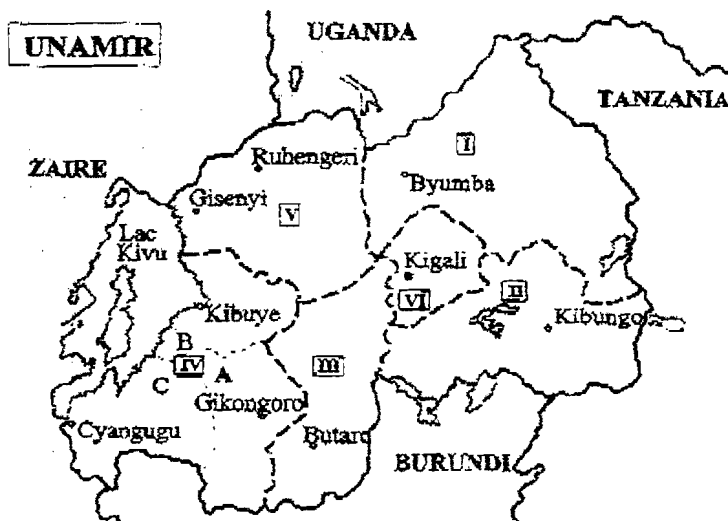 UNAMIR
UGANDA
TANZANIA
ZAIRE
Ruhengeri
I
Byumba
Gisenyi
V
Lac
Kivu
Kigali
VI
II
Kibuye
Kibungo
B
IV
A
C
III
Gikongoro
Cyangugu
Butare
BURUNDI